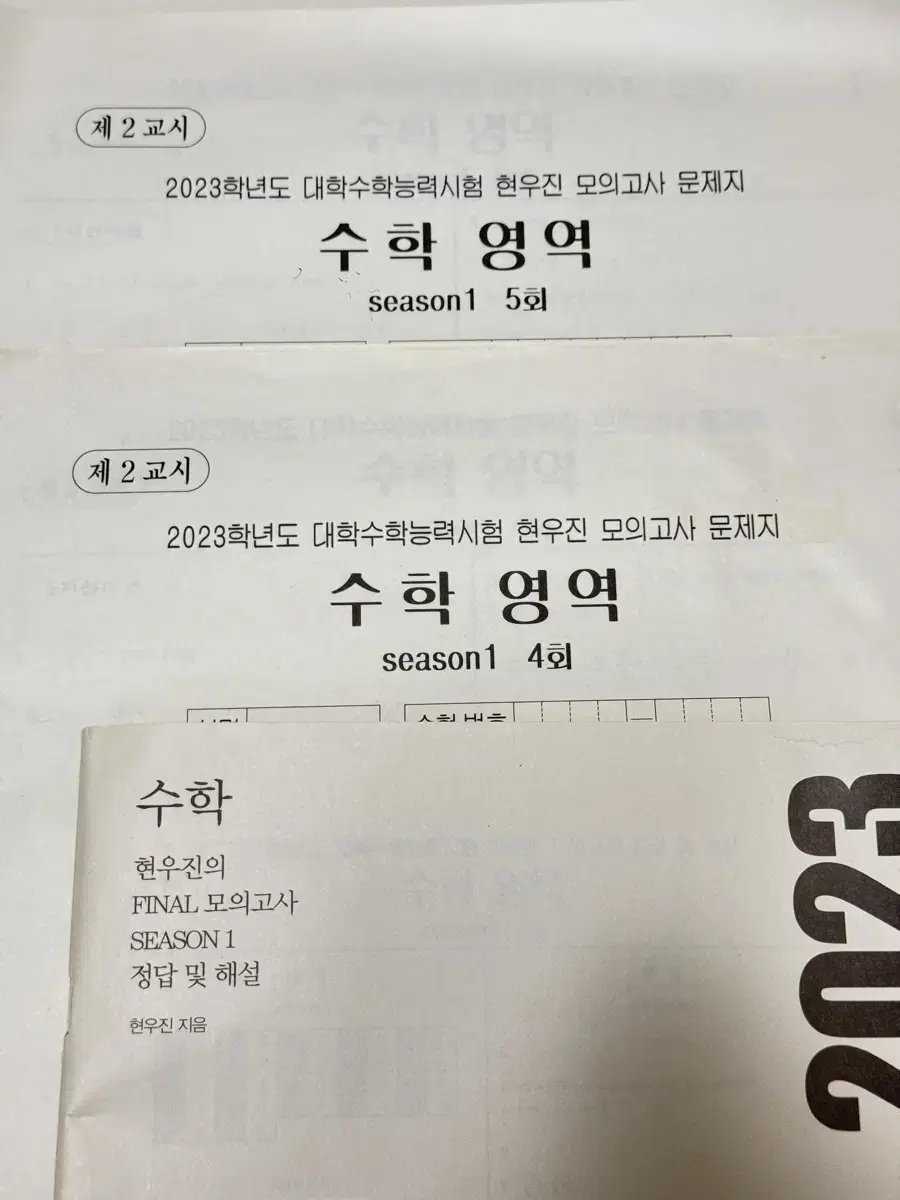 제 2 교시
2023학년도 대학수학능력시험 현우진 모의고사 문제지
수학 영역
season1 5회
제 2 교시
2023학년도 대학수학능력시험 현우진 모의고사 문제지
수학 영역
season1 4회
수험 번호
수학
현우진의
FINAL 모의고사
SEASON 1
정답 및 해설
현우진 지음
2023